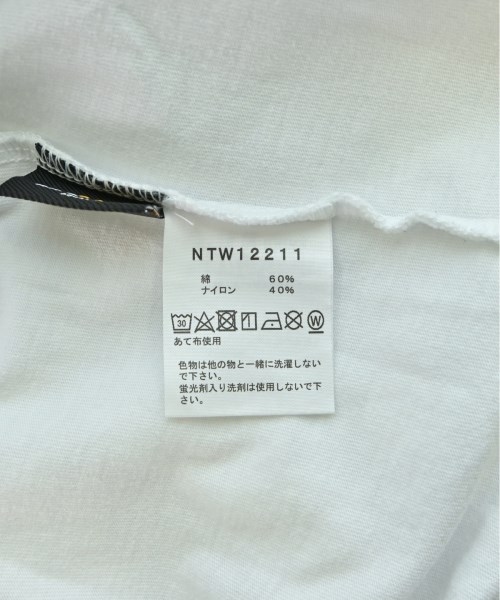 NTW12211
綿 60%
ナイロン 40%
30 W
あて布使用
色物は他の物と一緒に洗濯しない
で下さい。
蛍光剤入り洗剤は使用しないで下
さい。